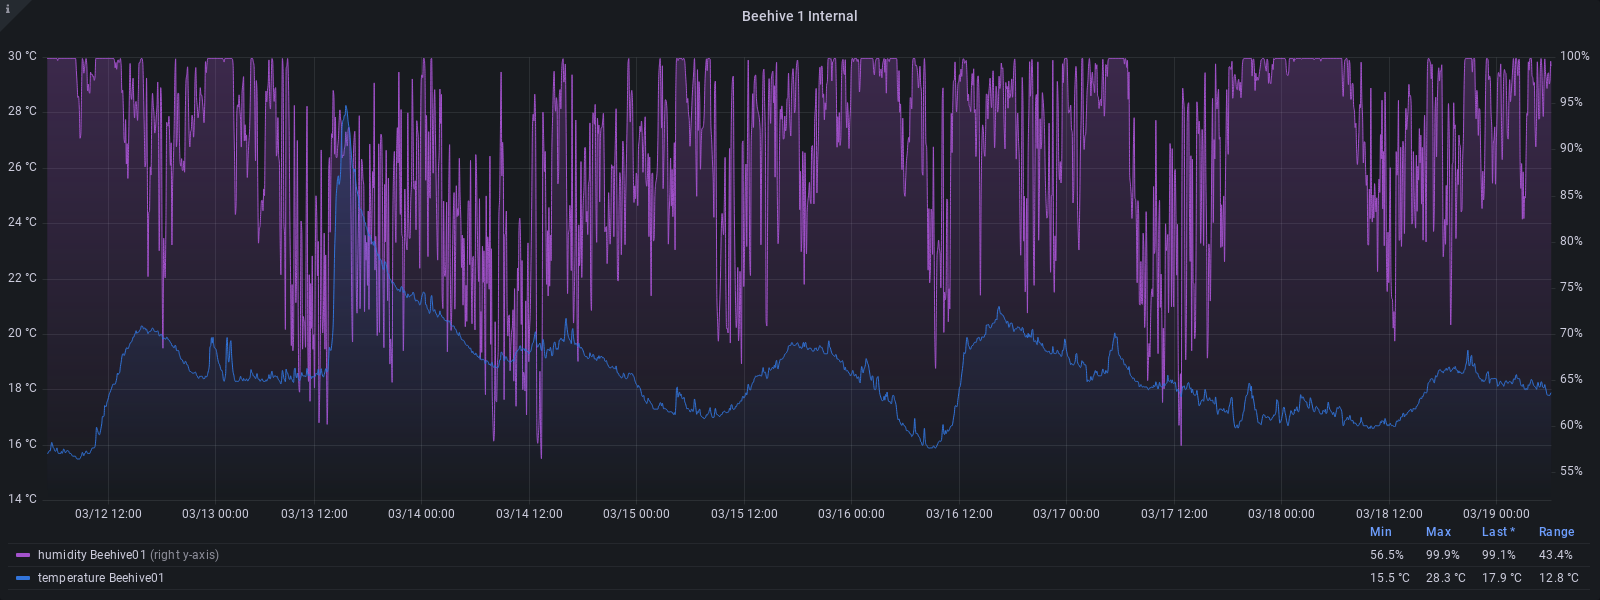 i
Beehive 1 Internal
30 °C 100%
28 °C 95%
26 °C 90%
24 °C 85%
22 °C 80%
20 °C 75%
18 °C 70%
16 °C 65%
14 °C 60%
55%
03/12 12:00 03/13 00:00 03/13 12:00 03/14 00:00 03/14 12:00 03/15 00:00 03/15 12:00 03/16 00:00 03/16 12:00 03/17 00:00 03/17 12:00 03/18 00:00 03/18 12:00 03/19 00:00
Min Max Last * Range
humidity Beehive01 (right y-axis) 56.5% 99.9% 99.1% 43.4%
temperature Beehive01 15.5 °C 28.3 °C 17.9 °C 12.8 °C